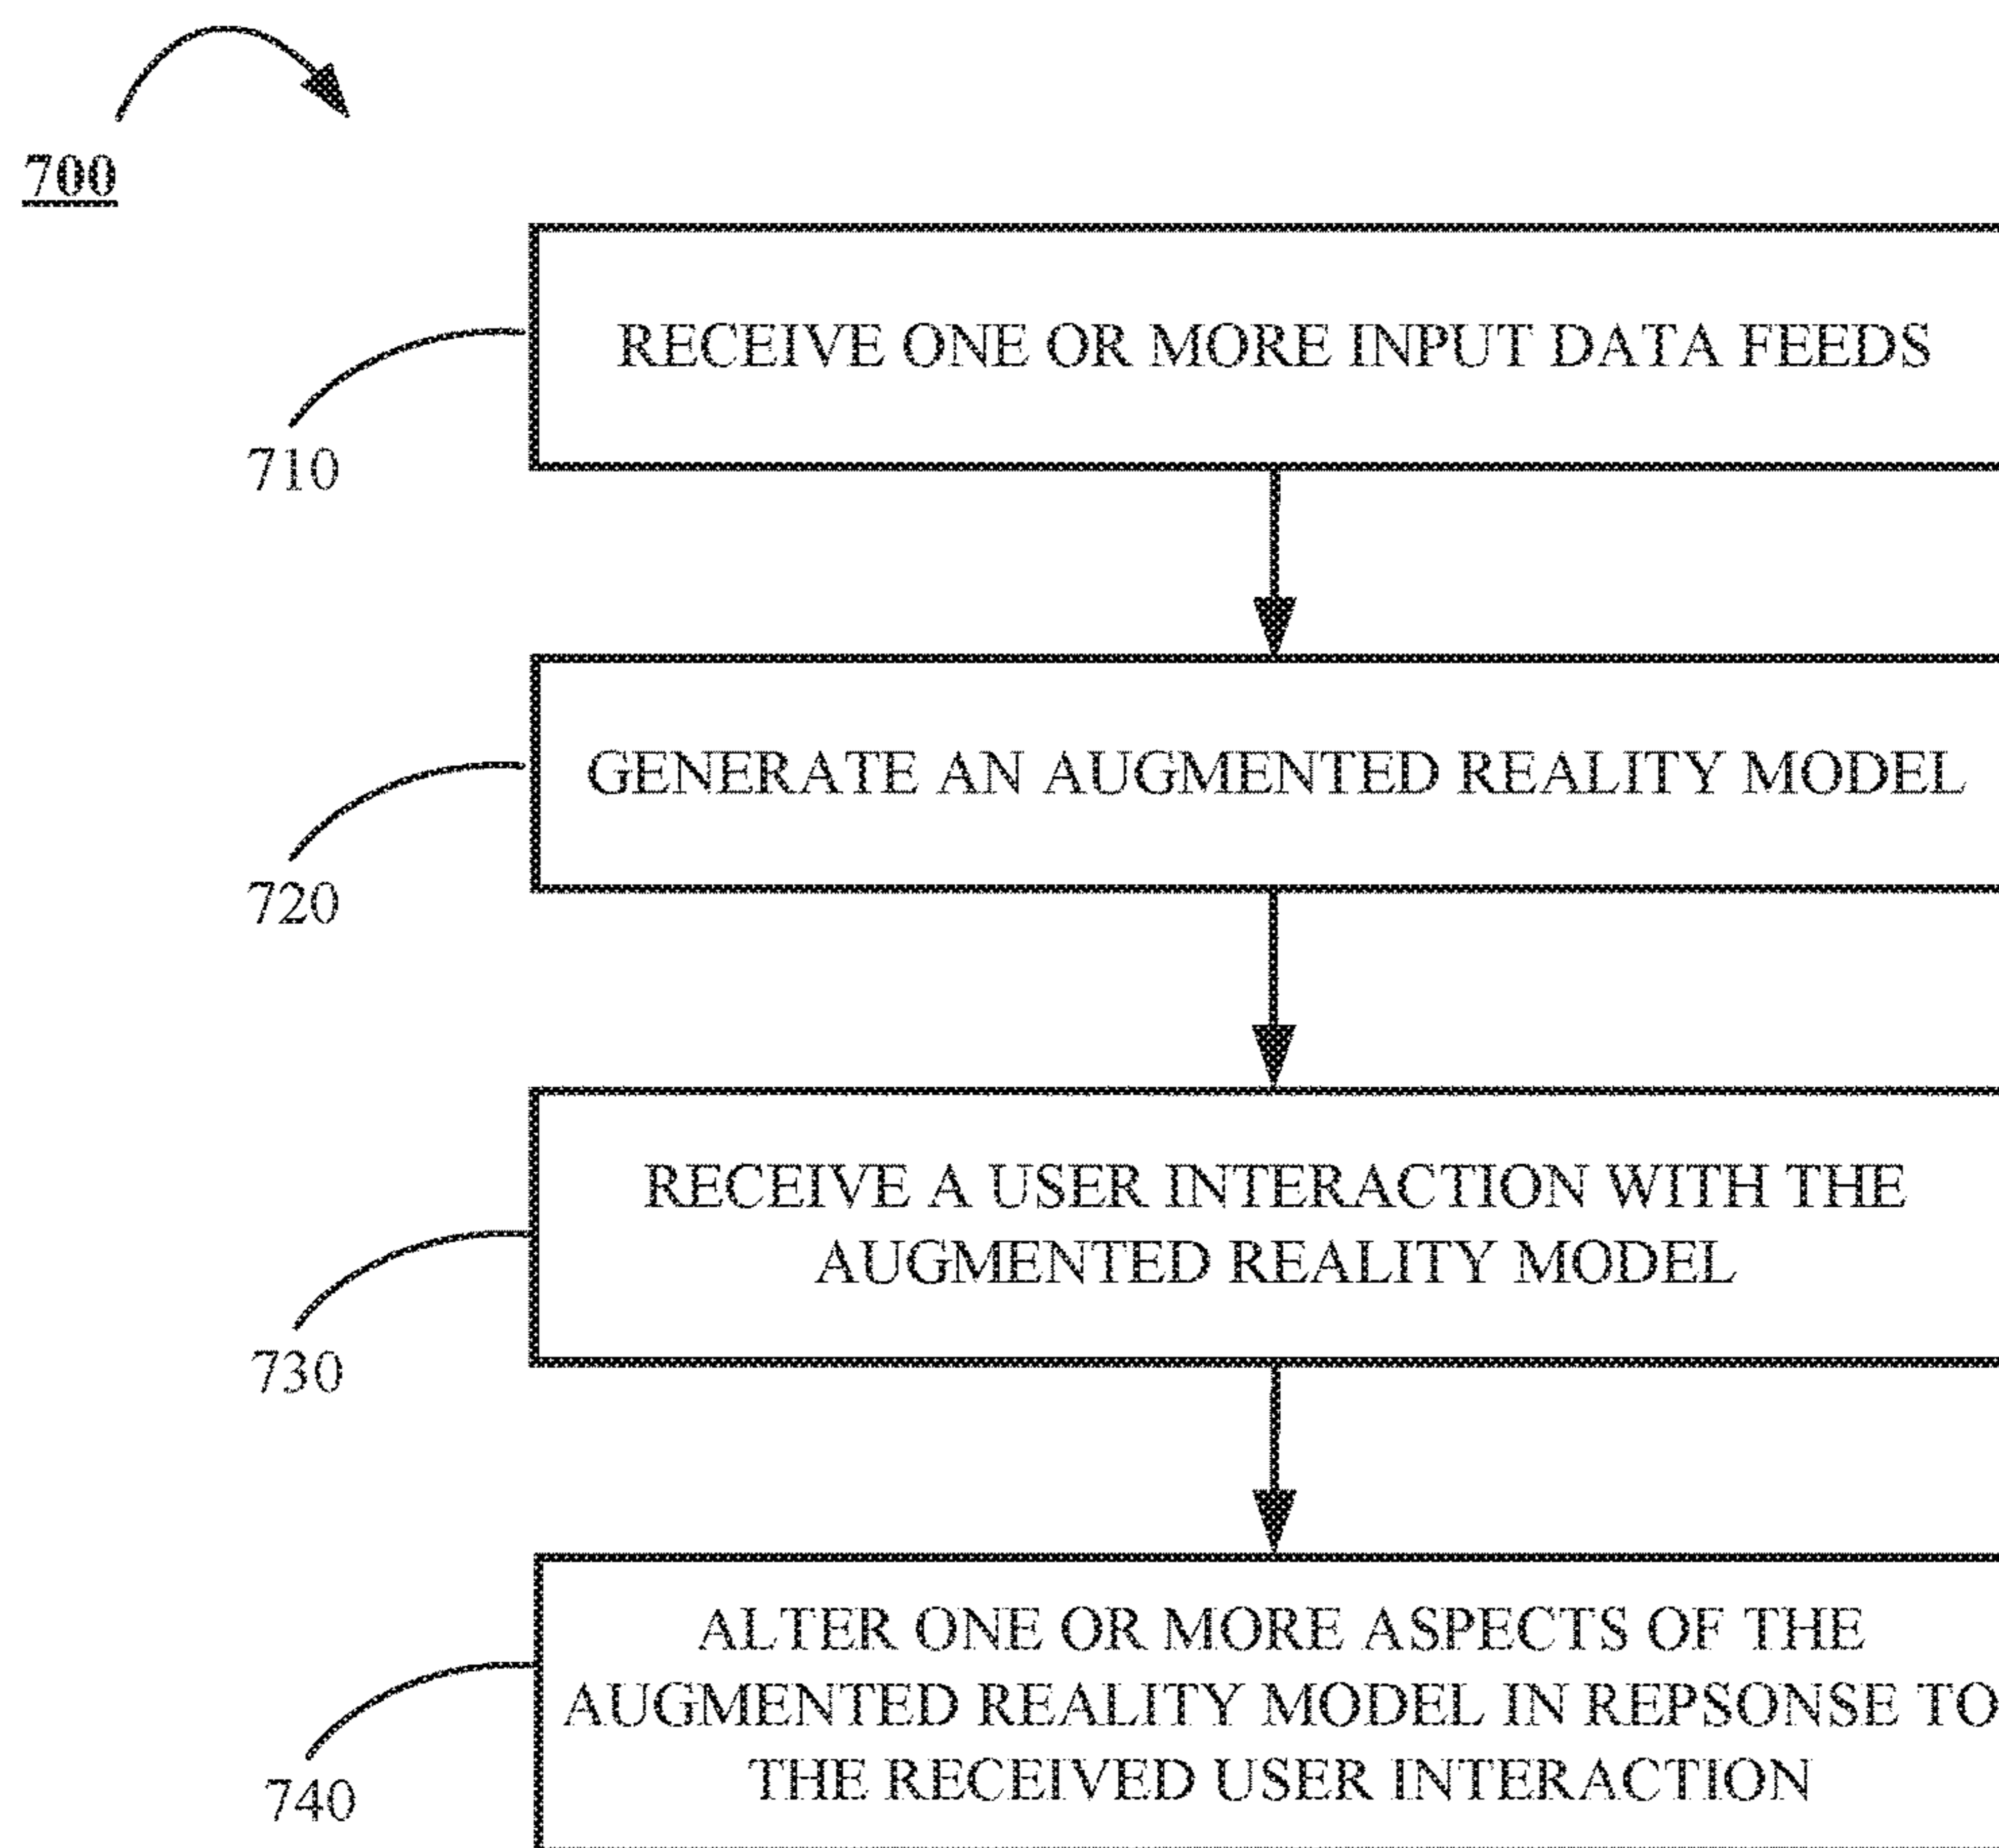 700
RECEIVE ONE OR MORE INPUT DATA FEEDS
710
GENERATE AN AUGMENTED REALITY MODEL
720
RECEIVE A USER INTERACTION WITH THE
AUGMENTED REALITY MODEL
730
ALTER ONE OR MORE ASPECTS OF THE
AUGMENTED REALITY MODEL IN REPSONSE TO
THE RECEIVED USER INTERACTION
740